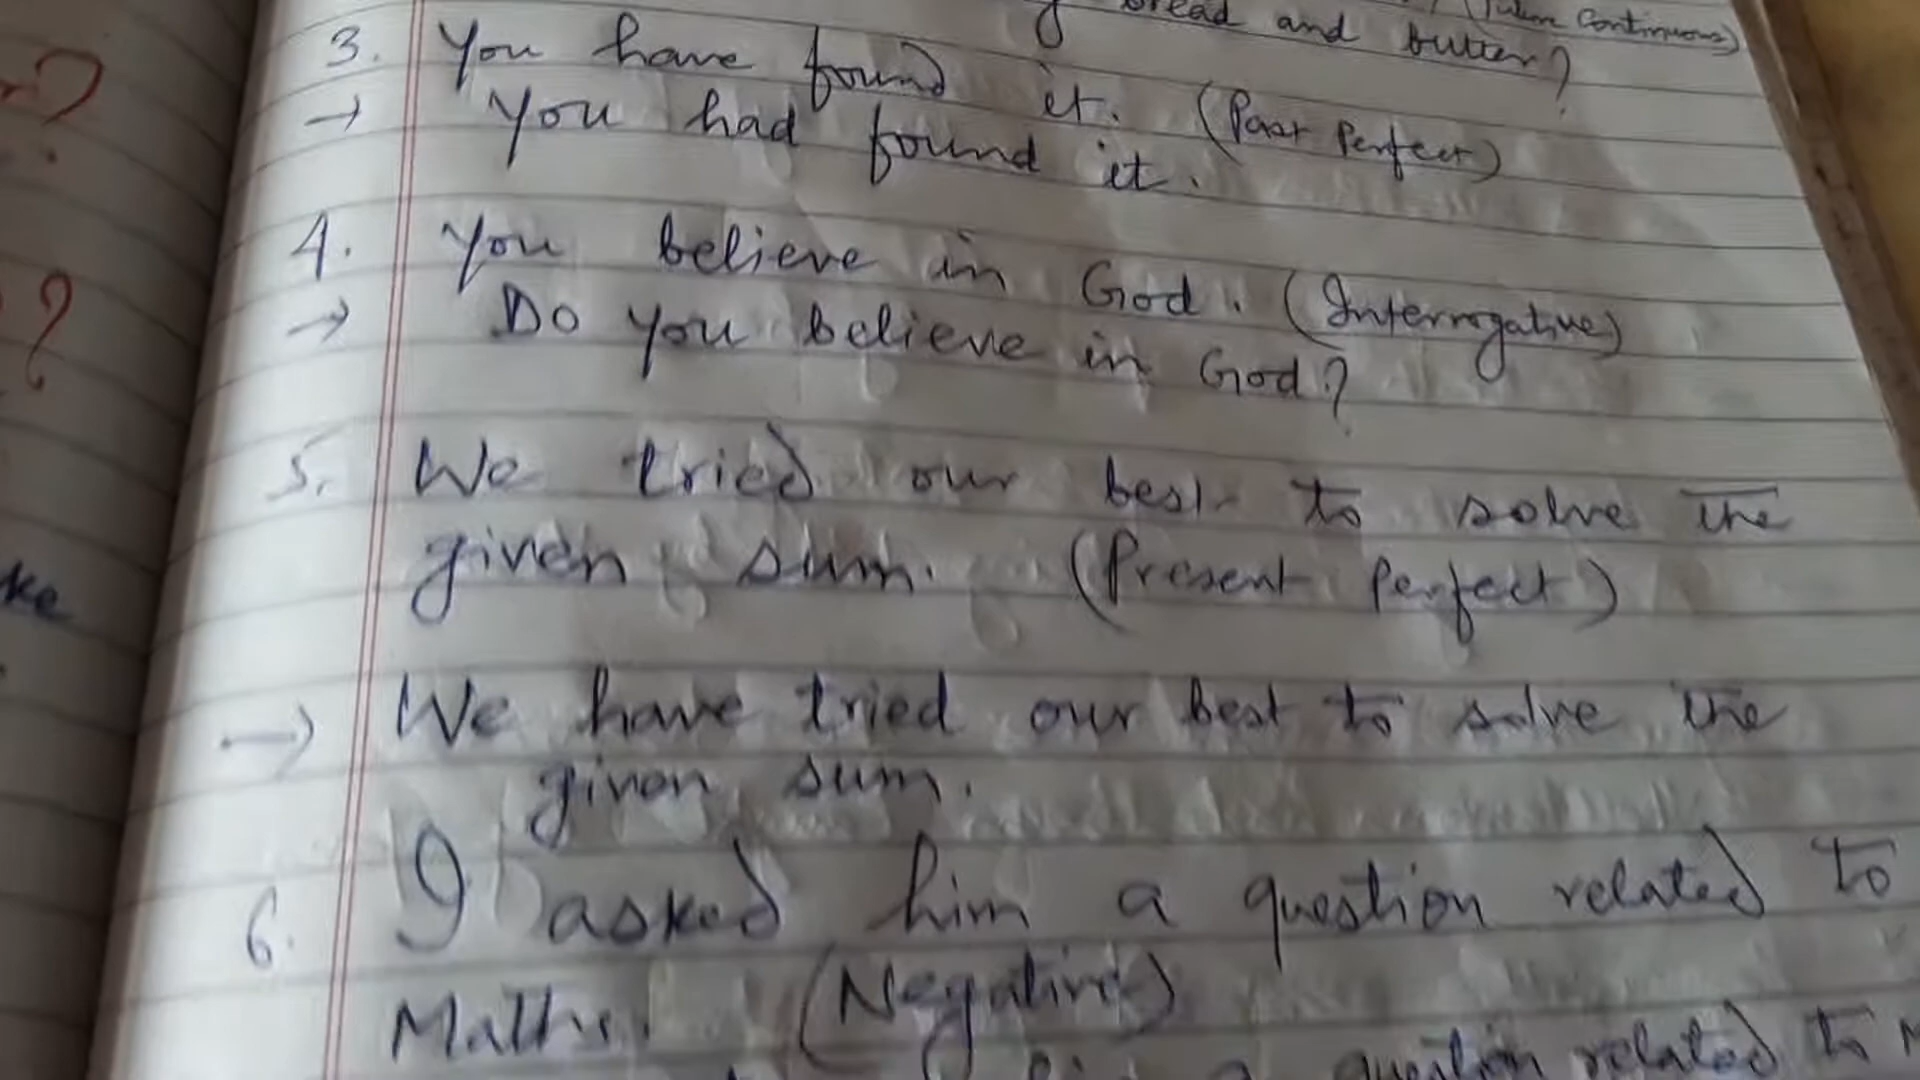 bread and butter? (Future Continuous)
3. You have found it. (Past Perfect)
→ You had found it.
4. You believe in God. (Interrogative)
→ Do you believe in God?
5. We tried our best to solve the
given sum. (Present Perfect)
→ We have tried our best to solve the
given sum.
6. I asked him a question related to
Maths. (Negative)
a question related to
?
?
ke